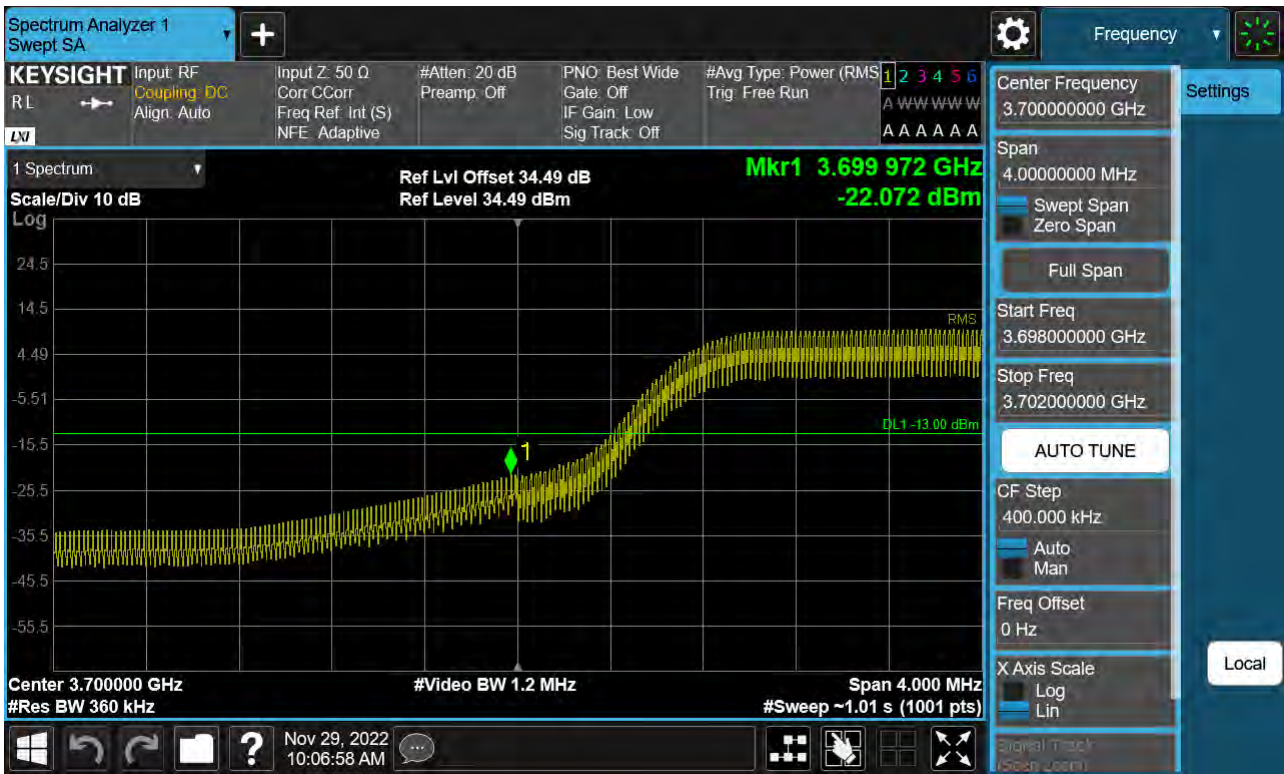 Spectrum Analyzer 1
Swept SA
Frequency
KEYSIGHT
R L
LXI
Input: RF
Coupling: DC
Align: Auto
Input Z: 50 Ω
Corr CCorr
Freq Ref: Int (S)
NFE: Adaptive
#Atten: 20 dB
Preamp: Off
PNO: Best Wide
Gate: Off
IF Gain: Low
Sig Track: Off
#Avg Type: Power (RMS
Trig: Free Run
1 2 3 4 5 6
A W W W W W
A A A A A A
1 Spectrum
Scale/Div 10 dB
Log
Ref Lvl Offset 34.49 dB
Ref Level 34.49 dBm
Mkr1 3.699 972 GHz
-22.072 dBm
24.5
14.5
4.49
-5.51
-15.5
-25.5
-35.5
-45.5
-55.5
RMS
DL1 -13.00 dBm
1
Center 3.700000 GHz
#Res BW 360 kHz
#Video BW 1.2 MHz
Span 4.000 MHz
#Sweep ~1.01 s (1001 pts)
Center Frequency
3.700000000 GHz
Settings
Span
4.00000000 MHz
Swept Span
Zero Span
Full Span
Start Freq
3.698000000 GHz
Stop Freq
3.702000000 GHz
AUTO TUNE
CF Step
400.000 kHz
Auto
Man
Freq Offset
0 Hz
X Axis Scale
Log
Lin
Signal Track
(Span Zoom)
Local
Nov 29, 2022
10:06:58 AM